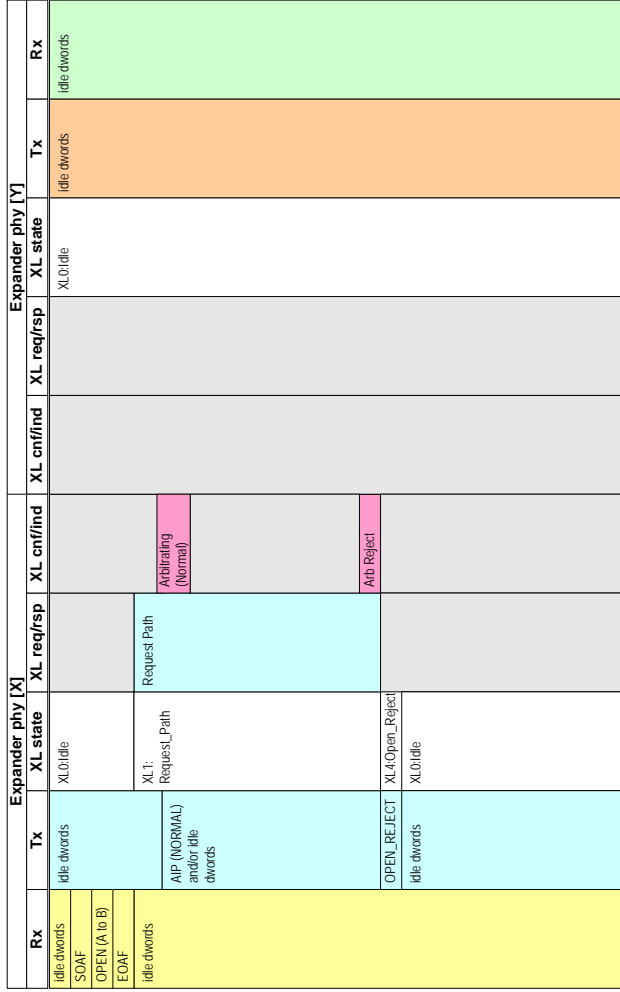 Expander phy [X]
Expander phy [Y]
Rx
Tx
XL state
XL req/rsp
XL cnf/ind
XL cnf/ind
XL req/rsp
XL state
Tx
Rx
idle dwords
SOAF
OPEN (A to B)
EOAF
idle dwords
idle dwords
AIP (NORMAL)
and/or idle
dwords
OPEN_REJECT
idle dwords
XL0:Idle
XL1:
Request_Path
XL4:Open_Reject
XL0:Idle
Request Path
Arbitrating
(Normal)
Arb Reject
XL0:Idle
idle dwords
idle dwords